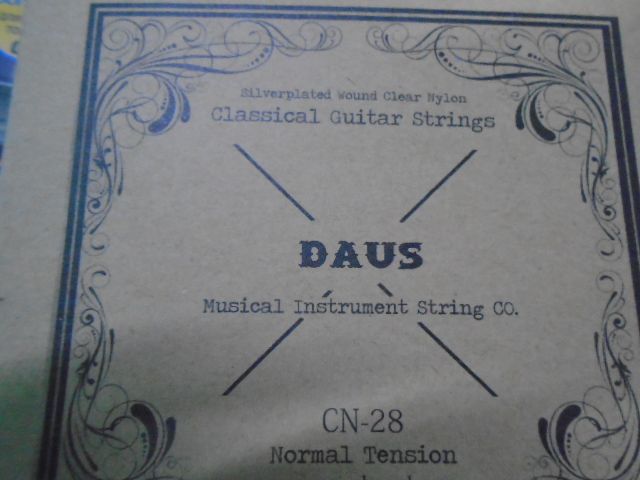 Silverplated Wound Clear Nylon
Classical Guitar Strings
DAUS
Musical Instrument String CO.
CN-28
Normal Tension